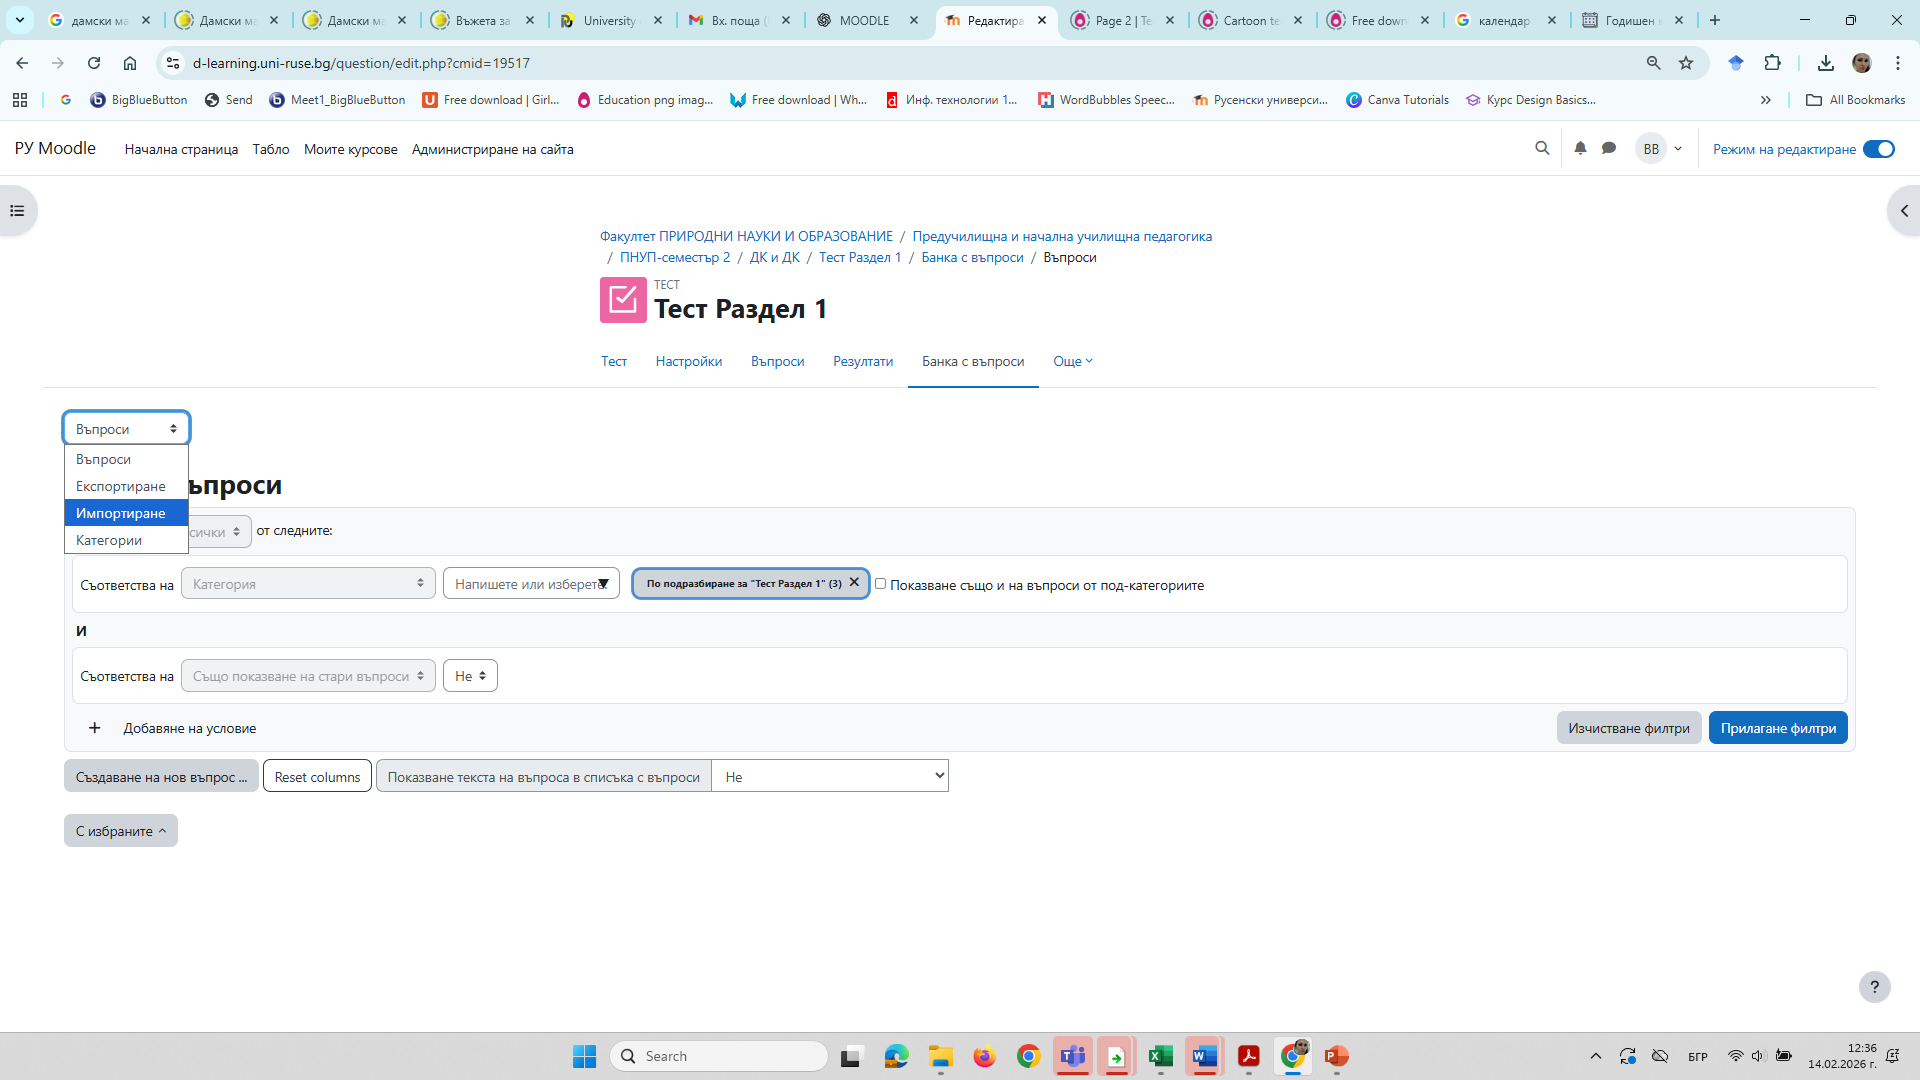 дамски ма
Дамски ма
Дамски ма
Въжета за
University
Вх. поща (
MOODLE
Редактира
Page 2 | Te
Cartoon te
Free down
календар
Годишен к
d-learning.uni-ruse.bg/question/edit.php?cmid=19517
BigBlueButton
Send
Meet1_BigBlueButton
Free download | Girl...
Education png imag...
Free download | Wh...
Инф. технологии 1...
WordBubbles Speec...
Русенски универси...
Canva Tutorials
Курс Design Basics...
All Bookmarks
РУ Moodle
Начална страница
Табло
Моите курсове
Администриране на сайта
ВВ
Режим на редактиране
Факултет ПРИРОДНИ НАУКИ И ОБРАЗОВАНИЕ / Предучилищна и начална училищна педагогика
/ ПНУП-семестър 2 / ДК и ДК / Тест Раздел 1 / Банка с въпроси / Въпроси
ТЕСТ
Тест Раздел 1
Тест
Настройки
Въпроси
Резултати
Банка с въпроси
Още
Въпроси
Въпроси
Експортиране
Импортиране
Категории
ъпроси
сички
от следните:
Съответства на
Категория
Напишете или изберете
По подразбиране за "Тест Раздел 1" (3)
Показване също и на въпроси от под-категориите
И
Съответства на
Също показване на стари въпроси
Не
+ Добавяне на условие
Изчистване филтри
Прилагане филтри
Създаване на нов въпрос ...
Reset columns
Показване текста на въпроса в списъка с въпроси
Не
С избраните
?
Search
БГР
12:36
14.02.2026 г.